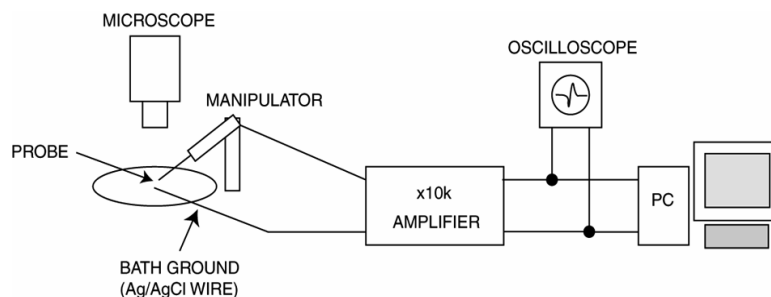 MICROSCOPE
OSCILLOSCOPE
MANIPULATOR
PROBE
x10k
AMPLIFIER
PC
BATH GROUND
(Ag/AgCl WIRE)